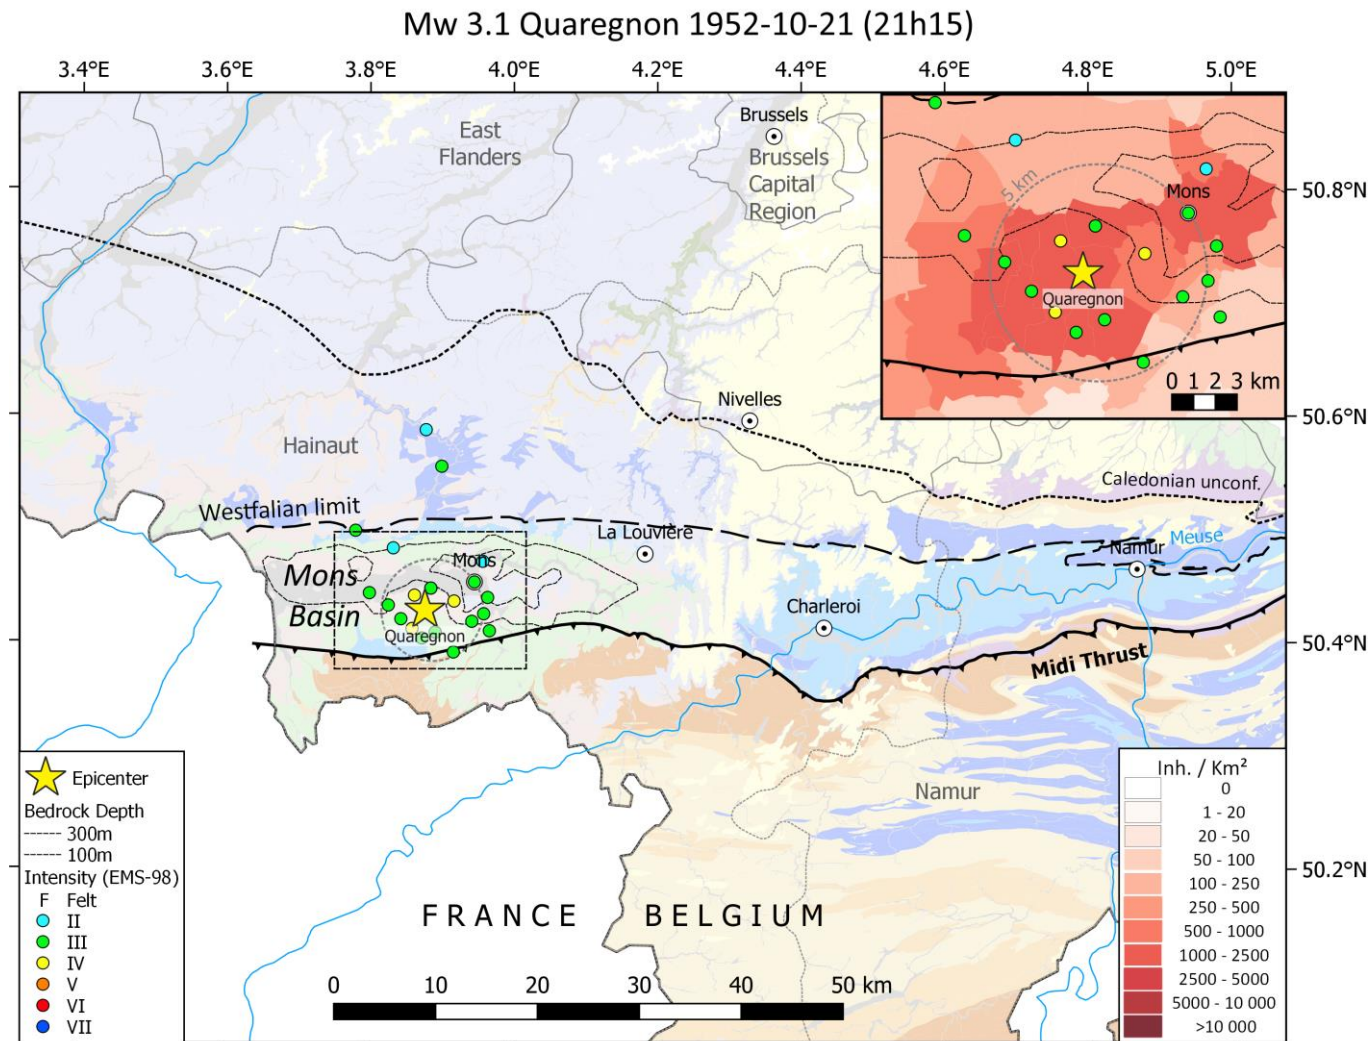 Mw 3.1 Quaregnon 1952-10-21 (21h15)
3.4°E 3.6°E 3.8°E 4.0°E 4.2°E 4.4°E 4.6°E 4.8°E 5.0°E
East
Flanders
Brussels
Brussels
Capital
Region
5 km
Mons
Quaregnon
0 1 2 3 km
50.8°N
50.6°N
50.4°N
50.2°N
Nivelles
Hainaut
Caledonian unconf.
Westfalian limit
La Louvière
Meuse
Namur
Mons
Basin
Mons
Quaregnon
Charleroi
Midi Thrust
Namur
FRANCE
BELGIUM
0 10 20 30 40 50 km
Epicenter
Bedrock Depth
300m
100m
Intensity (EMS-98)
F Felt
II
III
IV
V
VI
VII
Inh. / Km²
0
1 - 20
20 - 50
50 - 100
100 - 250
250 - 500
500 - 1000
1000 - 2500
2500 - 5000
5000 - 10 000
>10 000